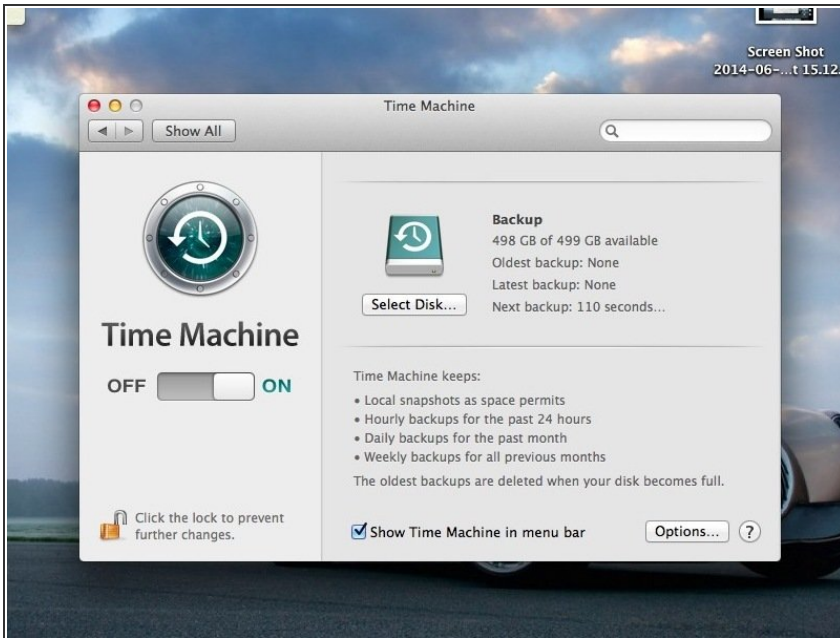 Screen Shot
2014-06-...t 15.12.
Time Machine
Show All
Time Machine
OFF ON
Backup
498 GB of 499 GB available
Oldest backup: None
Latest backup: None
Next backup: 110 seconds...
Select Disk...
Time Machine keeps:
• Local snapshots as space permits
• Hourly backups for the past 24 hours
• Daily backups for the past month
• Weekly backups for all previous months
The oldest backups are deleted when your disk becomes full.
Click the lock to prevent
further changes.
Show Time Machine in menu bar
Options...
?